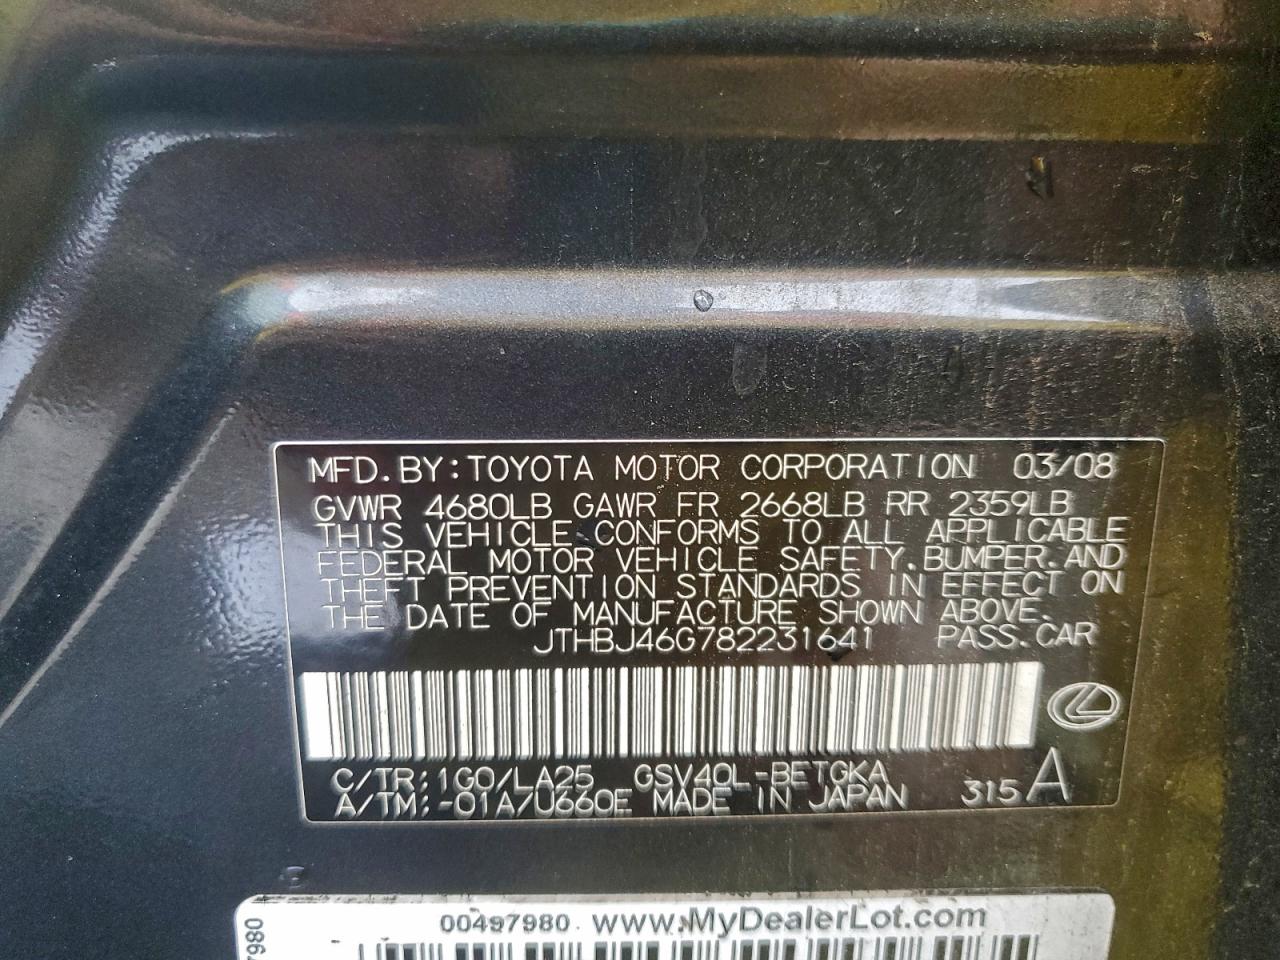 MFD.BY:TOYOTA MOTOR CORPORATION 03/08
GVWR 4680LB GAWR FR 2668LB RR 2359LB
THIS VEHICLE CONFORMS TO ALL APPLICABLE
FEDERAL MOTOR VEHICLE SAFETY.BUMPER.AND
THEFT PREVENTION STANDARDS IN EFFECT ON
THE DATE OF MANUFACTURE SHOWN ABOVE.
JTHBJ46G782231641 PASS.CAR
C/TR:1G0/LA25 GSV40L-BETGKA
A/TM:-01A/U660E MADE IN JAPAN 315A
00497980 www.MyDealerLot.com
7980